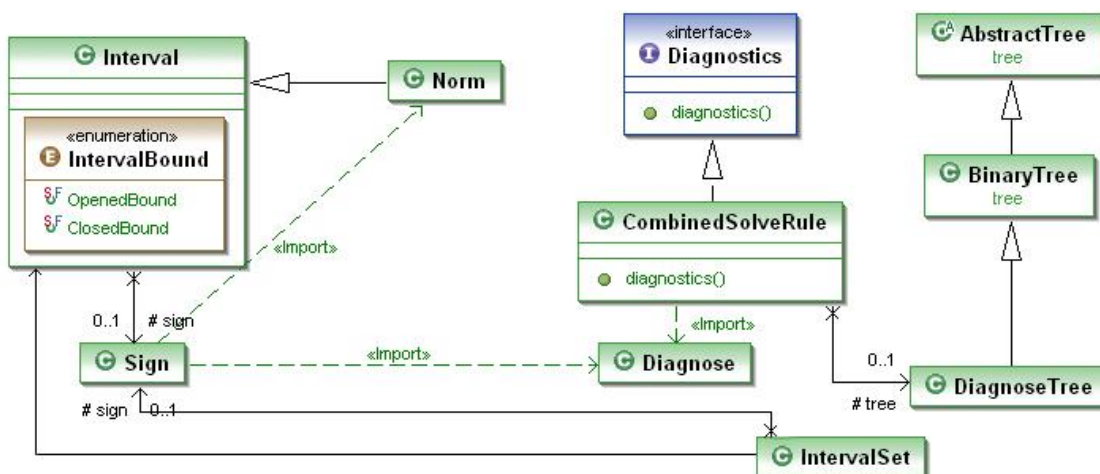 Interval
«enumeration»
IntervalBound
OpenedBound
ClosedBound
Norm
«Import»
0..1
# sign
Sign
# sign
0..1
«Import»
«interface»
Diagnostics
diagnostics()
CombinedSolveRule
diagnostics()
«Import»
Diagnose
AbstractTree
tree
BinaryTree
tree
0..1
# tree
DiagnoseTree
IntervalSet